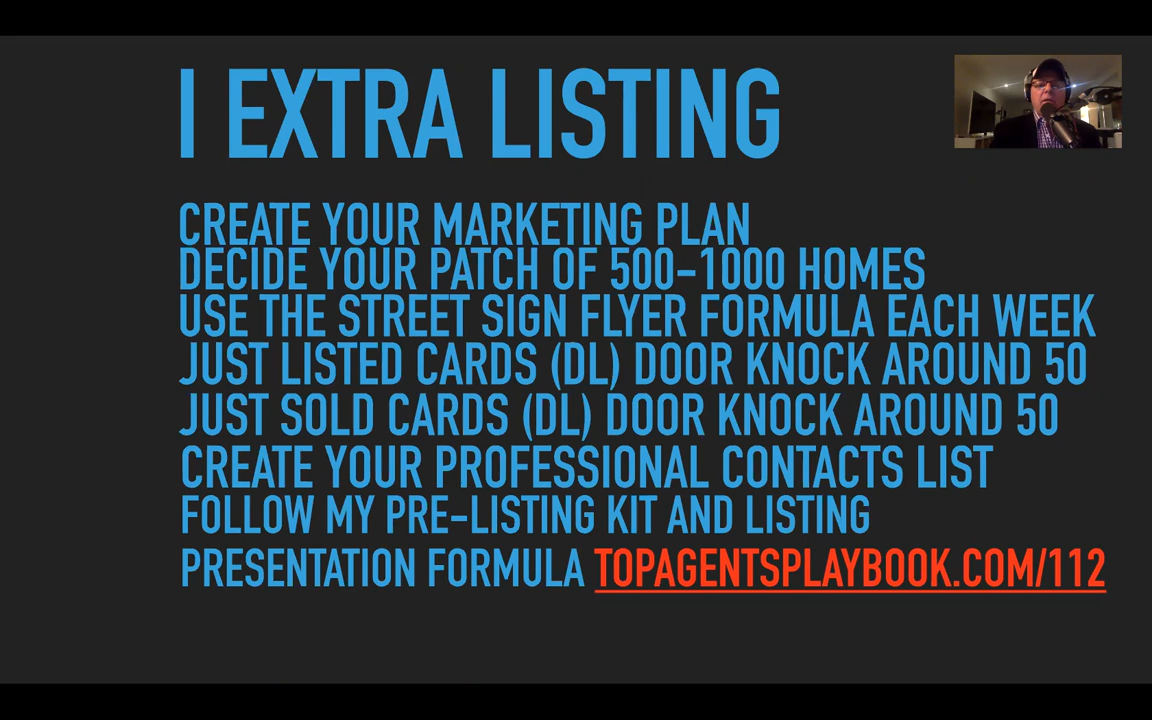 I EXTRA LISTING
CREATE YOUR MARKETING PLAN
DECIDE YOUR PATCH OF 500-1000 HOMES
USE THE STREET SIGN FLYER FORMULA EACH WEEK
JUST LISTED CARDS (DL) DOOR KNOCK AROUND 50
JUST SOLD CARDS (DL) DOOR KNOCK AROUND 50
CREATE YOUR PROFESSIONAL CONTACTS LIST
FOLLOW MY PRE-LISTING KIT AND LISTING
PRESENTATION FORMULA TOPAGENTSPLAYBOOK.COM/112